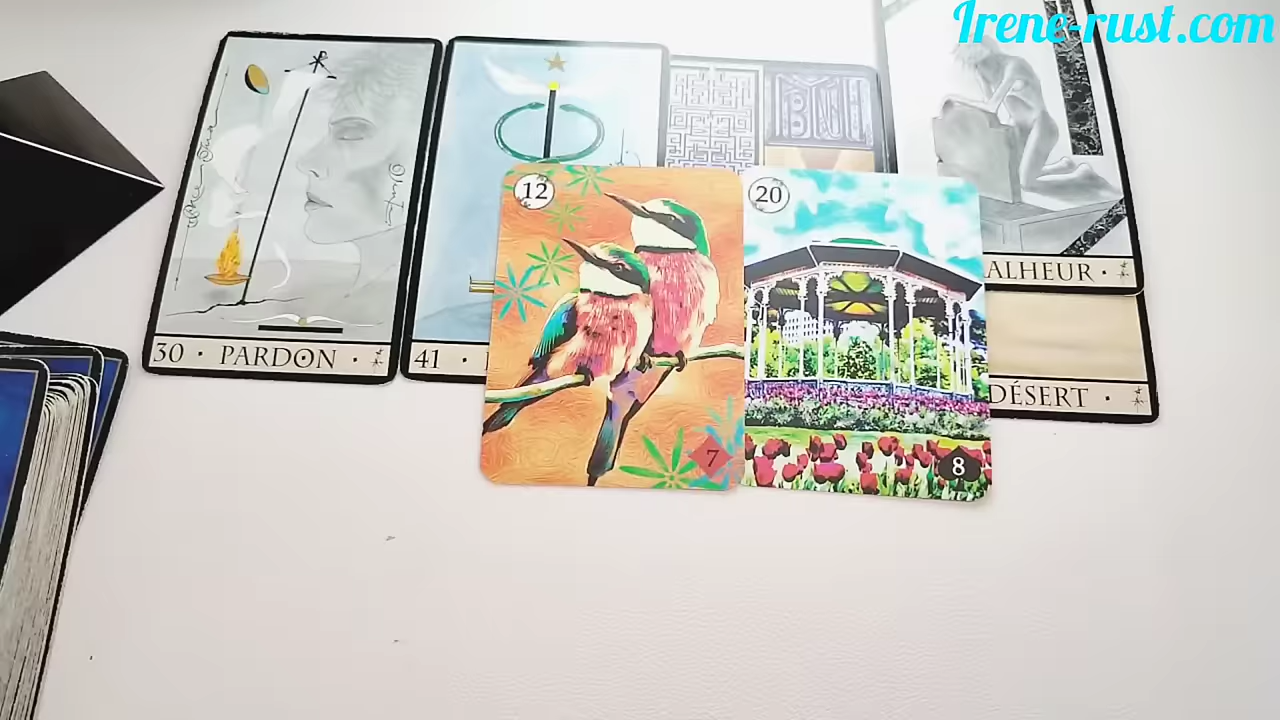 Irene-rust.com
30 · PARDON ·
41 ·
ALHEUR ·
DÉSERT ·
12
20
7
8